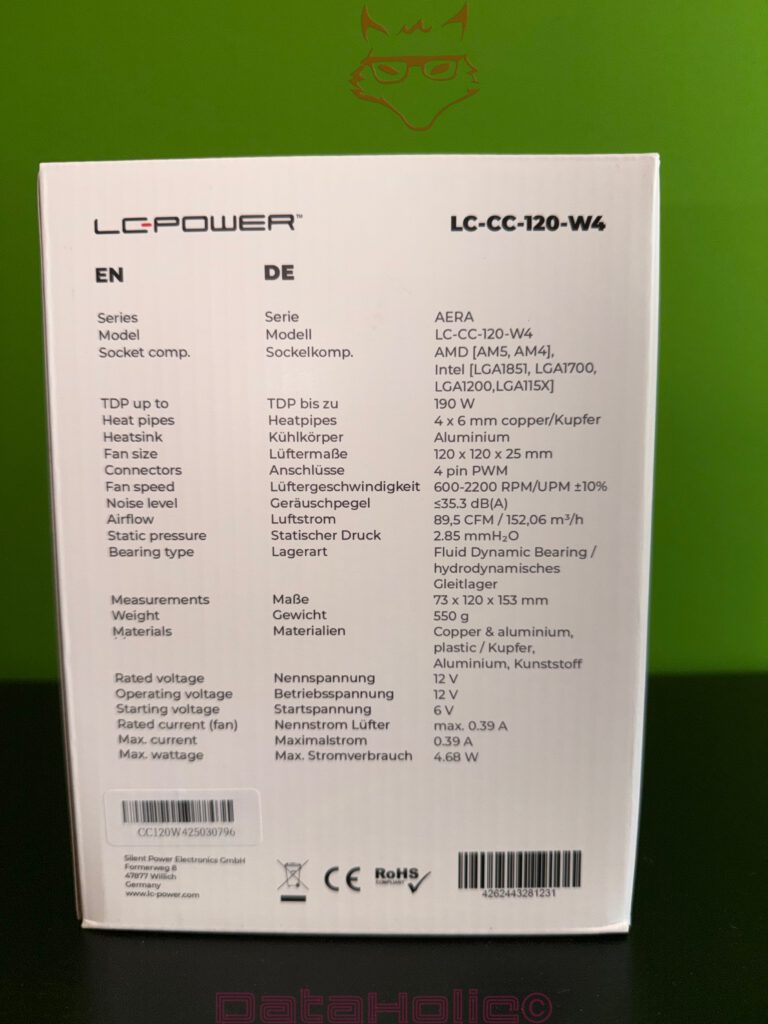 LC-POWER™ LC-CC-120-W4
EN DE
Series Serie AERA
Model Modell LC-CC-120-W4
Socket comp. Sockelkomp. AMD [AM5, AM4],
Intel [LGA1851, LGA1700,
LGA1200,LGA115X]
TDP up to TDP bis zu 190 W
Heat pipes Heatpipes 4 x 6 mm copper/Kupfer
Heatsink Kühlkörper Aluminium
Fan size Lüftermaße 120 x 120 x 25 mm
Connectors Anschlüsse 4 pin PWM
Fan speed Lüftergeschwindigkeit 600-2200 RPM/UPM ±10%
Noise level Geräuschpegel ≤35.3 dB(A)
Airflow Luftstrom 89,5 CFM / 152,06 m³/h
Static pressure Statischer Druck 2.85 mmH₂O
Bearing type Lagerart Fluid Dynamic Bearing /
hydrodynamisches
Gleitlager
Measurements Maße 73 x 120 x 153 mm
Weight Gewicht 550 g
Materials Materialien Copper & aluminium,
plastic / Kupfer,
Aluminium, Kunststoff
Rated voltage Nennspannung 12 V
Operating voltage Betriebsspannung 12 V
Starting voltage Startspannung 6 V
Rated current (fan) Nennstrom Lüfter max. 0.39 A
Max. current Maximalstrom 0.39 A
Max. wattage Max. Stromverbrauch 4.68 W
CC120W425030796
Silent Power Electronics GmbH
Formerweg 8
47877 Willich
Germany
www.lc-power.com
CE
RoHS
COMPLIANT
4262443281231
DataHolic©